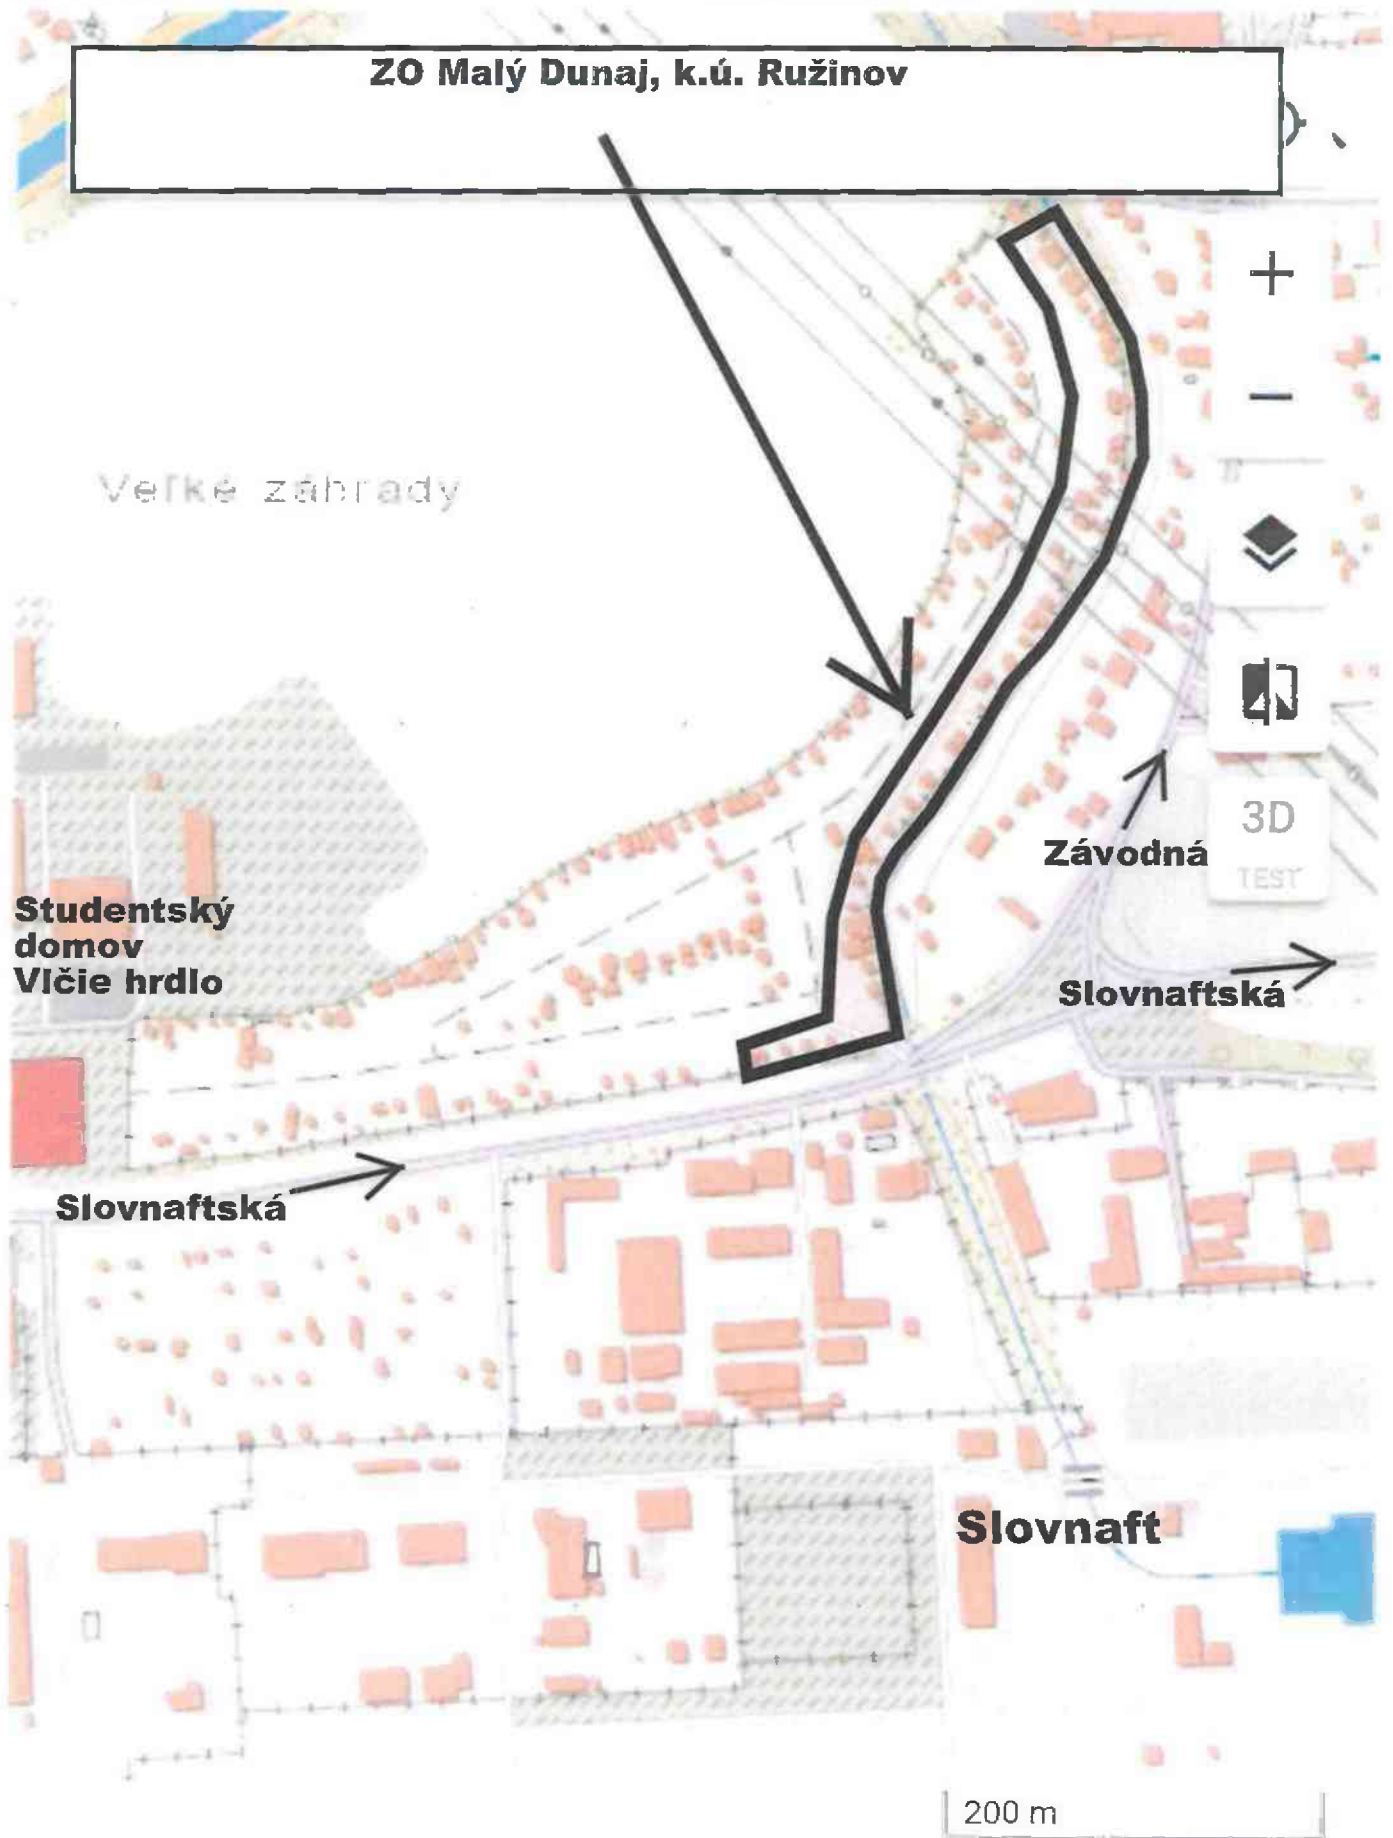 ZO Malý Dunaj, k.ú. Ružinov
Veľké záhrady
3D
TEST
Závodná
Studentský
domov
Vlčie hrdlo
Slovnaftská
Slovnaftská
Slovnaft
200 m